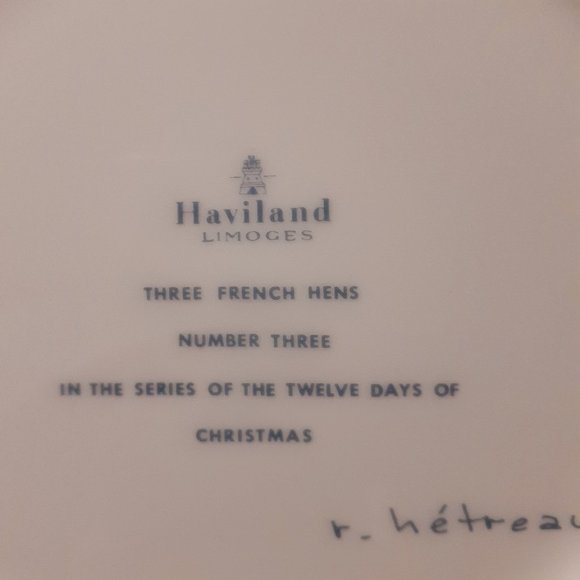 Haviland
LIMOGES
THREE FRENCH HENS
NUMBER THREE
IN THE SERIES OF THE TWELVE DAYS OF
CHRISTMAS
r. hétreau